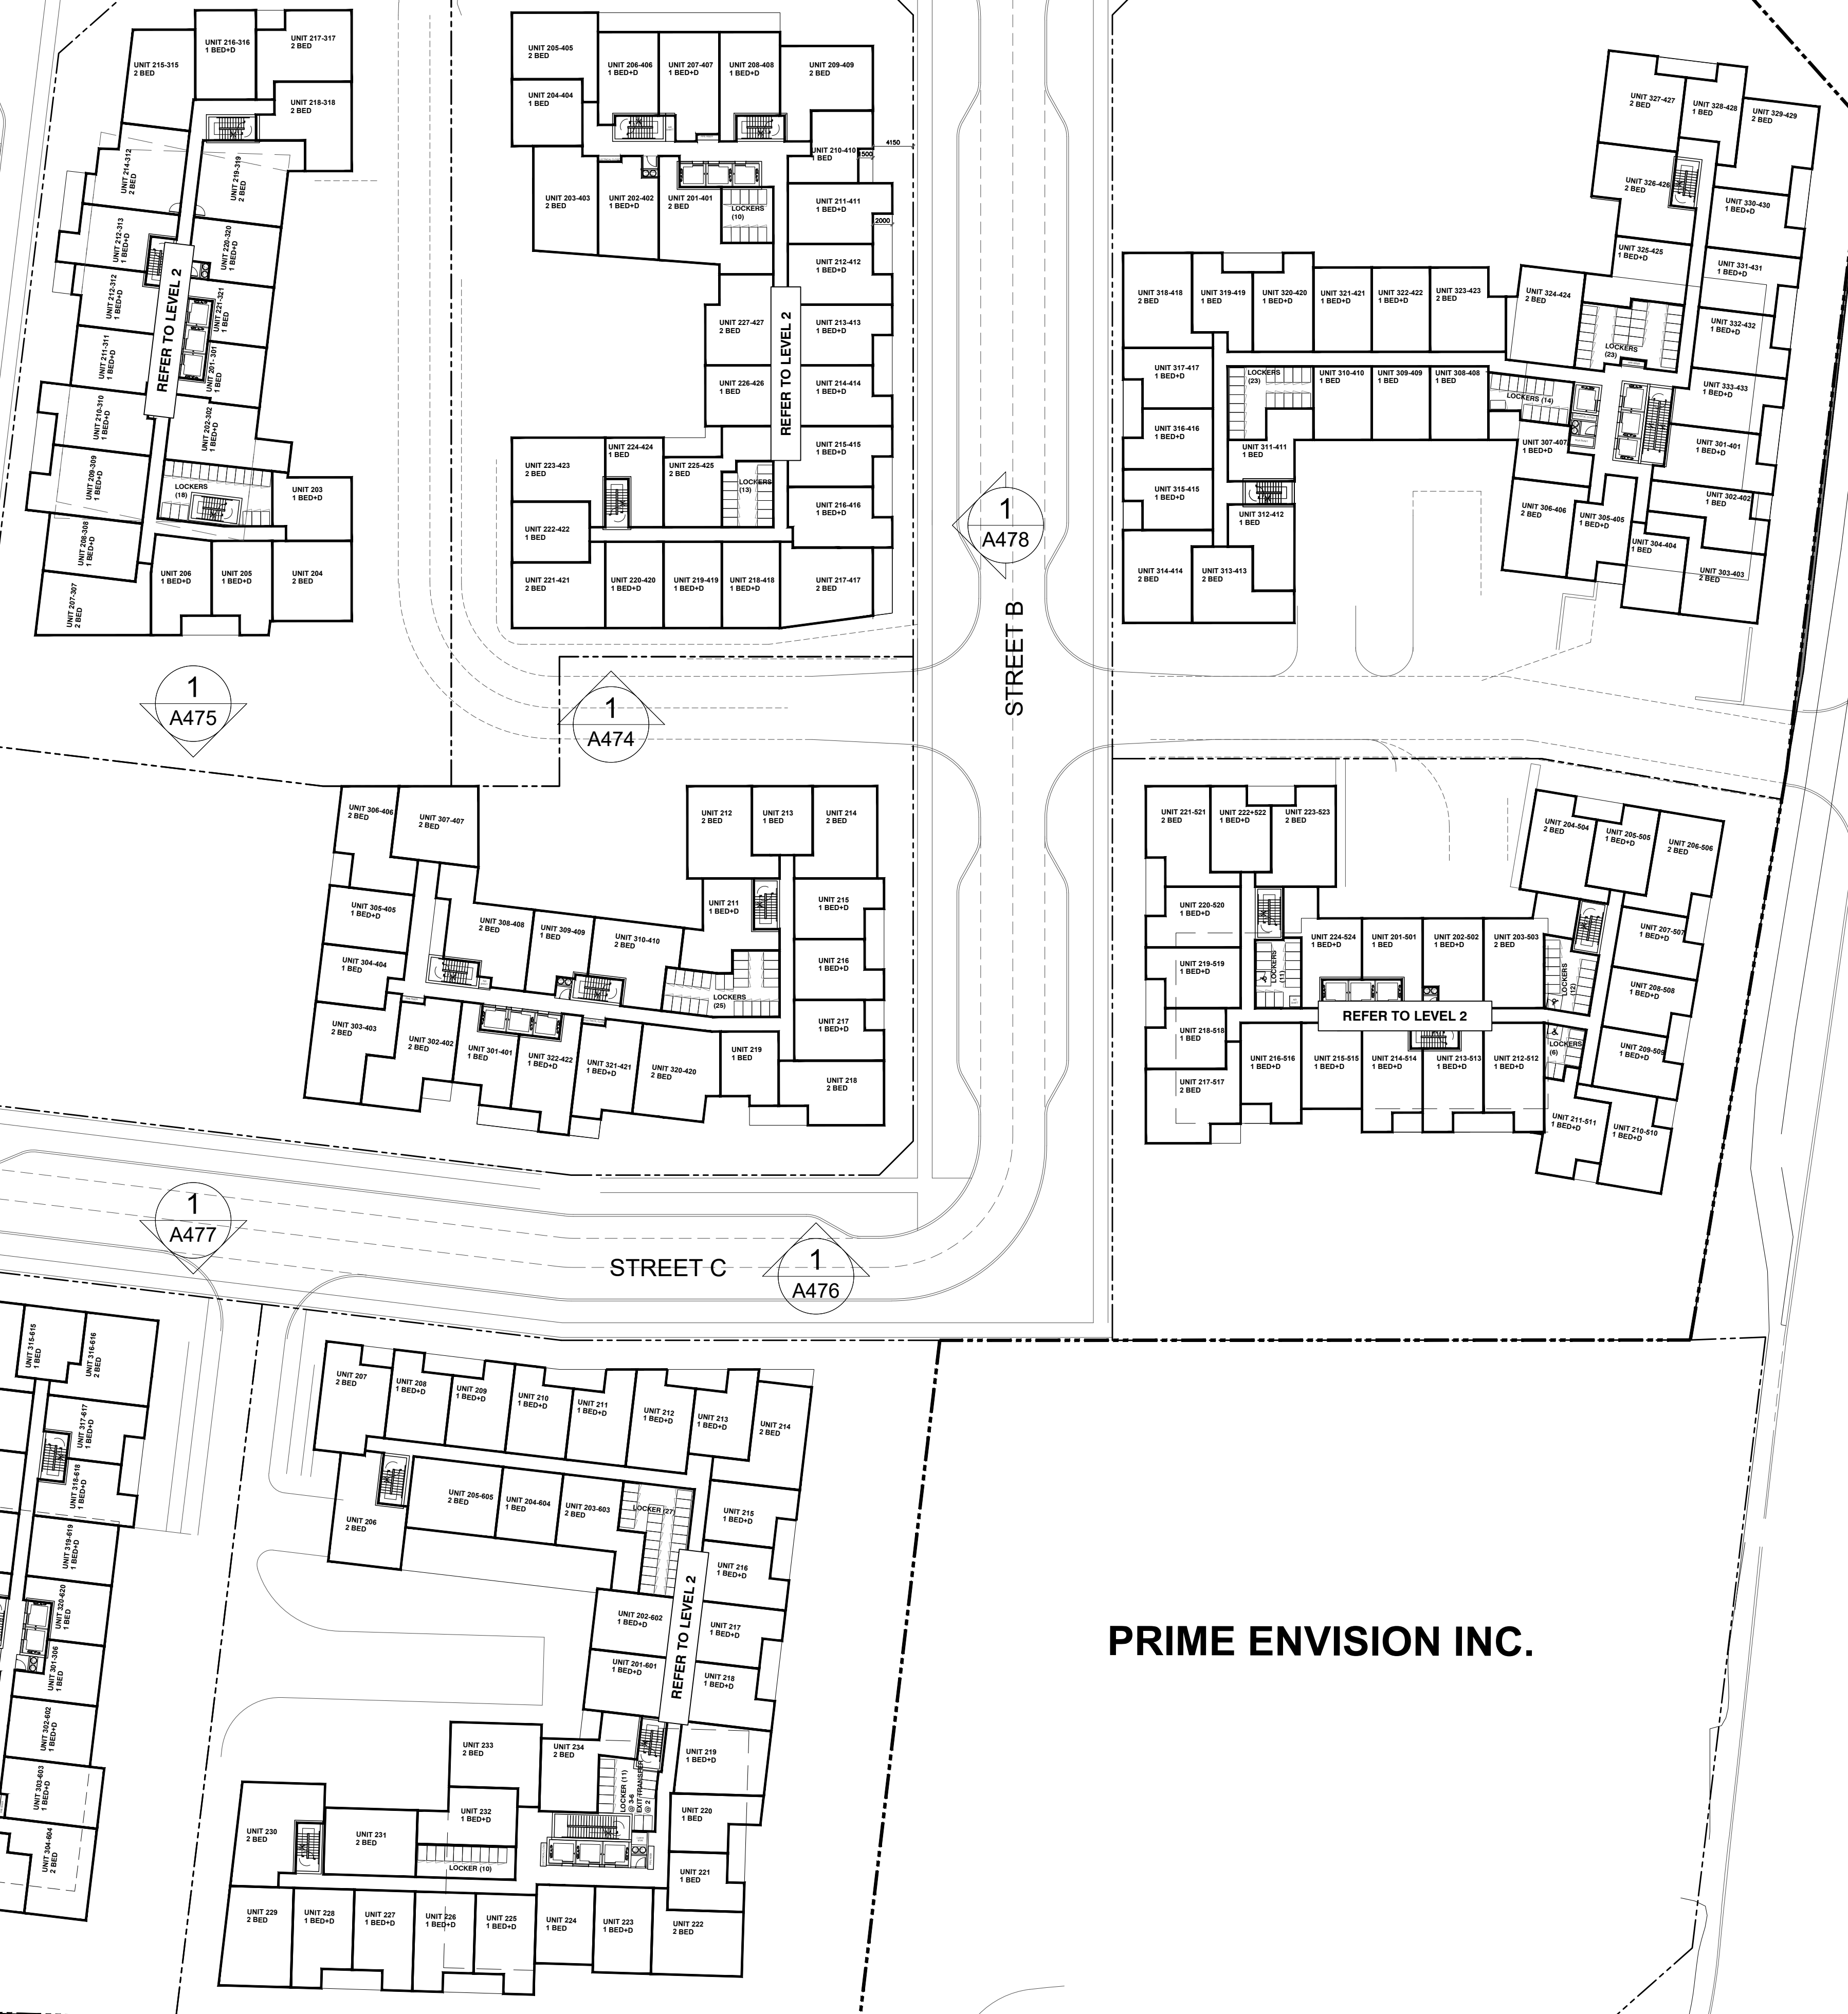 UNIT 215-315
2 BED
UNIT 216-316
1 BED+D
UNIT 217-317
2 BED
UNIT 218-318
2 BED
UNIT 214-312
2 BED
UNIT 219-319
2 BED
UNIT 212-313
1 BED+D
UNIT 220-320
1 BED+D
UNIT 212-312
1 BED+D
UNIT 221-321
1 BED
REFER TO LEVEL 2
UNIT 211-311
1 BED+D
UNIT 201- 301
1 BED
UNIT 210-310
1 BED+D
UNIT 202-302
1 BED+D
UNIT 209-309
1 BED+D
LOCKERS
(18)
UNIT 203
1 BED+D
UNIT 208-308
1 BED+D
UNIT 207-307
2 BED
UNIT 206
1 BED+D
UNIT 205
1 BED+D
UNIT 204
2 BED
1
A475
UNIT 205-405
2 BED
UNIT 206-406
1 BED+D
UNIT 207-407
1 BED+D
UNIT 208-408
1 BED+D
UNIT 209-409
2 BED
UNIT 204-404
1 BED
UNIT 210-410
1 BED
4150
1500
UNIT 203-403
2 BED
UNIT 202-402
1 BED+D
UNIT 201-401
2 BED
LOCKERS
(10)
UNIT 211-411
1 BED+D
2000
UNIT 212-412
1 BED+D
UNIT 227-427
2 BED
REFER TO LEVEL 2
UNIT 213-413
1 BED+D
UNIT 226-426
1 BED+D
UNIT 214-414
1 BED+D
UNIT 223-423
2 BED
UNIT 224-424
1 BED
UNIT 225-425
2 BED
LOCKERS
(13)
UNIT 215-415
1 BED+D
UNIT 222-422
1 BED
UNIT 216-416
1 BED+D
UNIT 221-421
2 BED
UNIT 220-420
1 BED+D
UNIT 219-419
1 BED+D
UNIT 218-418
1 BED+D
UNIT 217-417
2 BED
1
A478
STREET B
1
A474
UNIT 327-427
2 BED
UNIT 328-428
1 BED
UNIT 329-429
2 BED
UNIT 326-426
2 BED
UNIT 330-430
1 BED+D
UNIT 325-425
1 BED+D
UNIT 331-431
1 BED+D
UNIT 318-418
2 BED
UNIT 319-419
1 BED
UNIT 320-420
1 BED+D
UNIT 321-421
1 BED+D
UNIT 322-422
1 BED+D
UNIT 323-423
2 BED
UNIT 324-424
2 BED
UNIT 332-432
1 BED+D
LOCKERS
(23)
UNIT 317-417
1 BED+D
LOCKERS
(23)
UNIT 310-410
1 BED
UNIT 309-409
1 BED
UNIT 308-408
1 BED
LOCKERS (14)
UNIT 333-433
1 BED+D
UNIT 316-416
1 BED+D
UNIT 311-411
1 BED
UNIT 307-407
1 BED+D
UNIT 301-401
1 BED+D
UNIT 315-415
1 BED+D
UNIT 312-412
1 BED
UNIT 306-406
2 BED
UNIT 305-405
1 BED+D
UNIT 302-402
1 BED
UNIT 304-404
1 BED
UNIT 314-414
2 BED
UNIT 313-413
2 BED
UNIT 303-403
2 BED
UNIT 306-406
2 BED
UNIT 307-407
2 BED
UNIT 212
2 BED
UNIT 213
1 BED
UNIT 214
2 BED
UNIT 305-405
1 BED+D
UNIT 308-408
2 BED
UNIT 309-409
1 BED
UNIT 310-410
2 BED
UNIT 211
1 BED+D
UNIT 215
1 BED+D
UNIT 304-404
1 BED
UNIT 216
1 BED+D
LOCKERS
(25)
UNIT 303-403
2 BED
UNIT 302-402
2 BED
UNIT 301-401
1 BED
UNIT 322-422
1 BED+D
UNIT 321-421
1 BED+D
UNIT 320-420
2 BED
UNIT 219
1 BED
UNIT 217
1 BED+D
UNIT 218
2 BED
UNIT 221-521
2 BED
UNIT 222+522
1 BED+D
UNIT 223-523
2 BED
UNIT 204-504
2 BED
UNIT 205-505
1 BED+D
UNIT 206-506
2 BED
UNIT 220-520
1 BED+D
UNIT 224-524
1 BED+D
UNIT 201-501
1 BED
UNIT 202-502
1 BED+D
UNIT 203-503
2 BED
UNIT 207-507
1 BED+D
UNIT 219-519
1 BED+D
LOCKERS
(11)
LOCKERS
(12)
UNIT 208-508
1 BED+D
REFER TO LEVEL 2
UNIT 218-518
1 BED
LOCKERS
(6)
UNIT 209-509
1 BED+D
UNIT 217-517
2 BED
UNIT 216-516
1 BED+D
UNIT 215-515
1 BED+D
UNIT 214-514
1 BED+D
UNIT 213-513
1 BED+D
UNIT 212-512
1 BED+D
UNIT 211-511
1 BED+D
UNIT 210-510
1 BED+D
1
A477
STREET C
1
A476
UNIT 315-615
1 BED
UNIT 316-616
2 BED
UNIT 317-617
1 BED+D
UNIT 318-618
1 BED+D
UNIT 319-619
1 BED+D
UNIT 320-620
1 BED
UNIT 301-306
1 BED
UNIT 302-602
1 BED+D
UNIT 303-603
1 BED+D
UNIT 304-604
2 BED
UNIT 207
2 BED
UNIT 208
1 BED+D
UNIT 209
1 BED+D
UNIT 210
1 BED+D
UNIT 211
1 BED+D
UNIT 212
1 BED+D
UNIT 213
1 BED+D
UNIT 214
2 BED
UNIT 206
2 BED
UNIT 205-605
2 BED
UNIT 204-604
1 BED
UNIT 203-603
2 BED
LOCKER (27)
UNIT 215
1 BED+D
UNIT 216
1 BED+D
UNIT 202-602
1 BED+D
REFER TO LEVEL 2
UNIT 217
1 BED+D
UNIT 201-601
1 BED+D
UNIT 218
1 BED+D
UNIT 233
2 BED
UNIT 234
2 BED
UNIT 219
1 BED+D
LOCKER (11)
@ 3-6
EXIT TRANSFER
@ 2
UNIT 232
1 BED+D
UNIT 220
1 BED
UNIT 230
2 BED
UNIT 231
2 BED
LOCKER (10)
UNIT 221
1 BED
UNIT 229
2 BED
UNIT 228
1 BED+D
UNIT 227
1 BED+D
UNIT 226
1 BED+D
UNIT 225
1 BED+D
UNIT 224
1 BED
UNIT 223
1 BED+D
UNIT 222
2 BED
PRIME ENVISION INC.